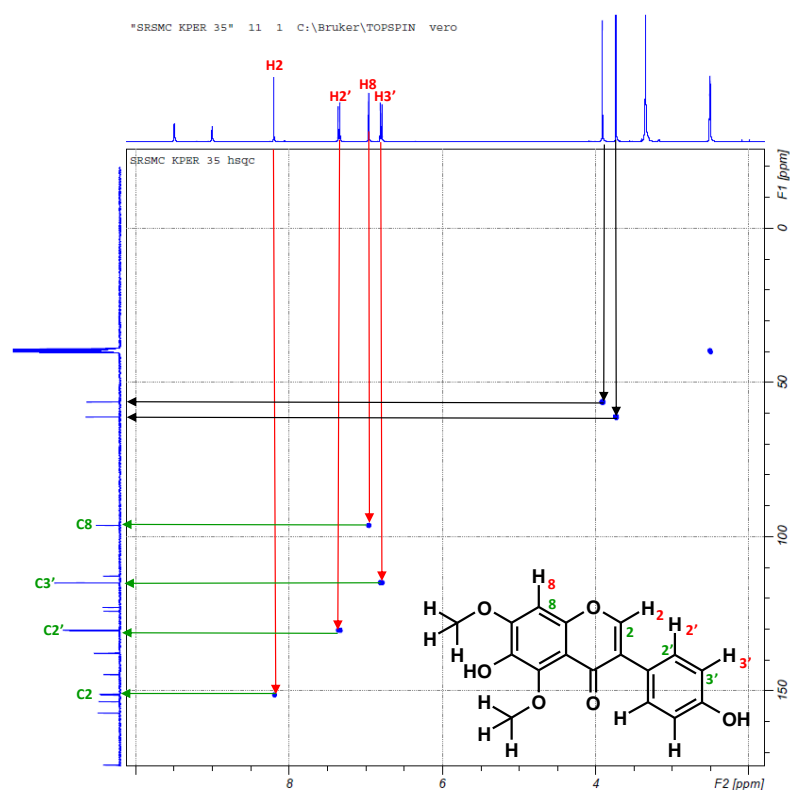 "SRSMC KPER 35" 11 1 C:\Bruker\TOPSPIN vero
H2
H2’
H8
H3’
SRSMC KPER 35 hsqc
F1 [ppm]
0
50
100
150
C8
C3’
C2’
C2
H
8
H
O
8
O
H
2
H
H
H
2
H
2’
HO
2’
H
3’
3’
O
O
H
OH
H
H
H
H
8
6
4
F2 [ppm]